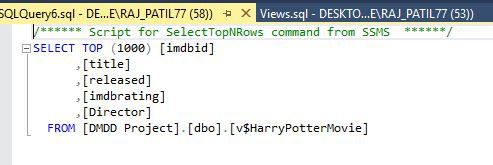 SQLQuery6.sql - DE...E\RAJ_PATIL77 (58)) Views.sql - DESKTO...E\RAJ_PATIL77 (53))
/****** Script for SelectTopNRows command from SSMS ******/
SELECT TOP (1000) [imdbid]
,[title]
,[released]
,[imdbrating]
,[Director]
FROM [DMDD Project].[dbo].[v$HarryPotterMovie]